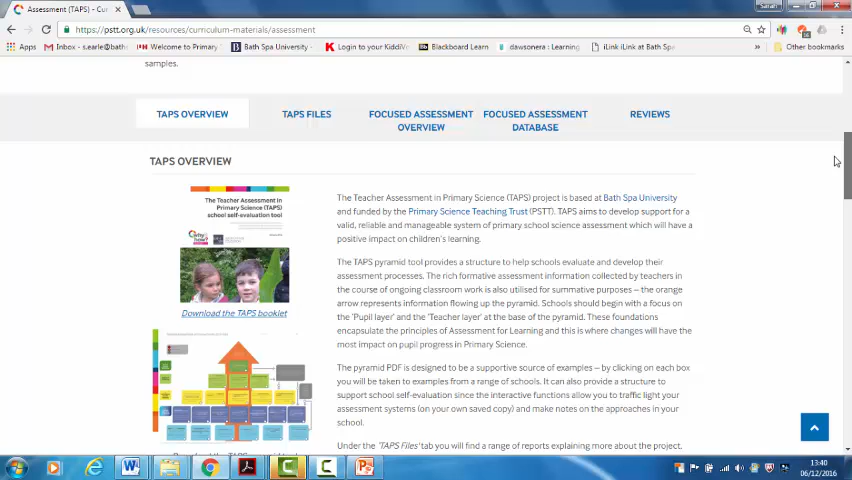 Assessment (TAPS) - Cur
Sarah
https://pstt.org.uk/resources/curriculum-materials/assessment
Apps
Inbox - s.earle@bath
Welcome to Primary
Bath Spa University -
Login to your KiddiV
Blackboard Learn
dawsonera : Learning
iLink iLink at Bath Sp
Other bookmarks
samples.
TAPS OVERVIEW
TAPS FILES
FOCUSED ASSESSMENT
OVERVIEW
FOCUSED ASSESSMENT
DATABASE
REVIEWS
TAPS OVERVIEW
The Teacher Assessment in
Primary Science (TAPS)
school self-evaluation tool
Download the TAPS booklet
The Teacher Assessment in Primary Science (TAPS) project is based at Bath Spa University
and funded by the Primary Science Teaching Trust (PSTT). TAPS aims to develop support for a
valid, reliable and manageable system of primary school science assessment which will have a
positive impact on children's learning.
The TAPS pyramid tool provides a structure to help schools evaluate and develop their
assessment processes. The rich formative assessment information collected by teachers in
the course of ongoing classroom work is also utilised for summative purposes – the orange
arrow represents information flowing up the pyramid. Schools should begin with a focus on
the 'Pupil layer' and the 'Teacher layer' at the base of the pyramid. These foundations
encapsulate the principles of Assessment for Learning and this is where changes will have the
most impact on pupil progress in Primary Science.
The pyramid PDF is designed to be a supportive source of examples – by clicking on each box
you will be taken to examples from a range of schools. It can also provide a structure to
support school self-evaluation since the interactive functions allow you to traffic light your
assessment systems (on your own saved copy) and make notes on the approaches in your
school.
Under the 'TAPS Files' tab you will find a range of reports explaining more about the project.
13:40
06/12/2016